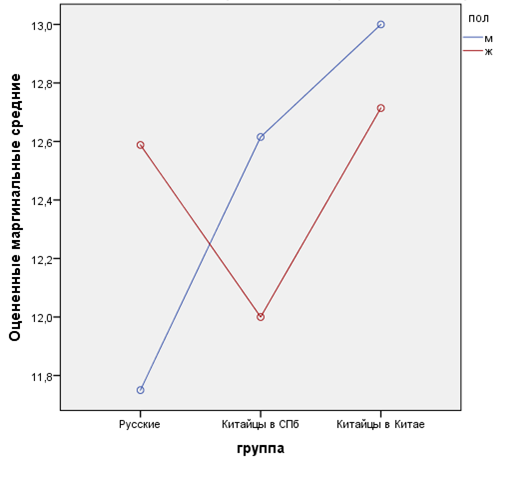 пол
м
ж
Оцененные маргинальные средние
13,0
12,8
12,6
12,4
12,2
12,0
11,8
Русские
Китайцы в СПб
Китайцы в Китае
группа